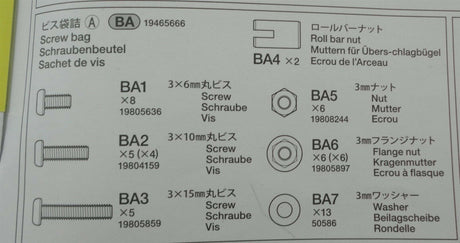 ビス袋詰 Ⓐ BA 19465666
Screw bag
Schraubenbeutel
Sachet de vis
BA4 ×2
ロールバーナット
Roll bar nut
Muttern für Übers-chlagbügel
Ecrou de l'Arceau
BA1
×8
19805636
3×6mm丸ビス
Screw
Schraube
Vis
BA5
×6
19808244
3mmナット
Nut
Mutter
Ecrou
BA2
×5 (×4)
19804159
3×10mm丸ビス
Screw
Schraube
Vis
BA6
×6 (×6)
19805897
3mmフランジナット
Flange nut
Kragenmutter
Ecrou à flasque
BA3
×5
19805859
3×15mm丸ビス
Screw
Schraube
Vis
BA7
×13
50586
3mmワッシャー
Washer
Beilagscheibe
Rondelle